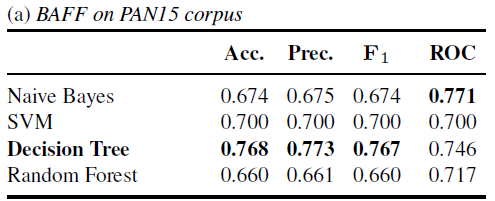 (a) BAFF on PAN15 corpus
Acc. Prec. F1 ROC
Naive Bayes 0.674 0.675 0.674 0.771
SVM 0.700 0.700 0.700 0.700
Decision Tree 0.768 0.773 0.767 0.746
Random Forest 0.660 0.661 0.660 0.717